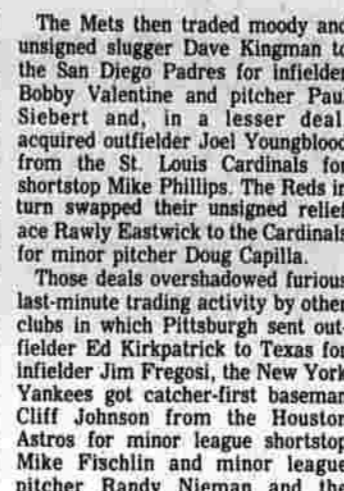 The Mets then traded moody and
unsigned slugger Dave Kingman to
the San Diego Padres for infielder
Bobby Valentine and pitcher Paul
Siebert and, in a lesser deal,
acquired outfielder Joel Youngblood
from the St. Louis Cardinals for
shortstop Mike Phillips. The Reds in
turn swapped their unsigned relief
ace Rawly Eastwick to the Cardinals
for minor pitcher Doug Capilla.
Those deals overshadowed furious
last-minute trading activity by other
clubs in which Pittsburgh sent out-
fielder Ed Kirkpatrick to Texas for
infielder Jim Fregosi, the New York
Yankees got catcher-first baseman
Cliff Johnson from the Houston
Astros for minor league shortstop
Mike Fischlin and minor league
pitcher Randy Nieman and the